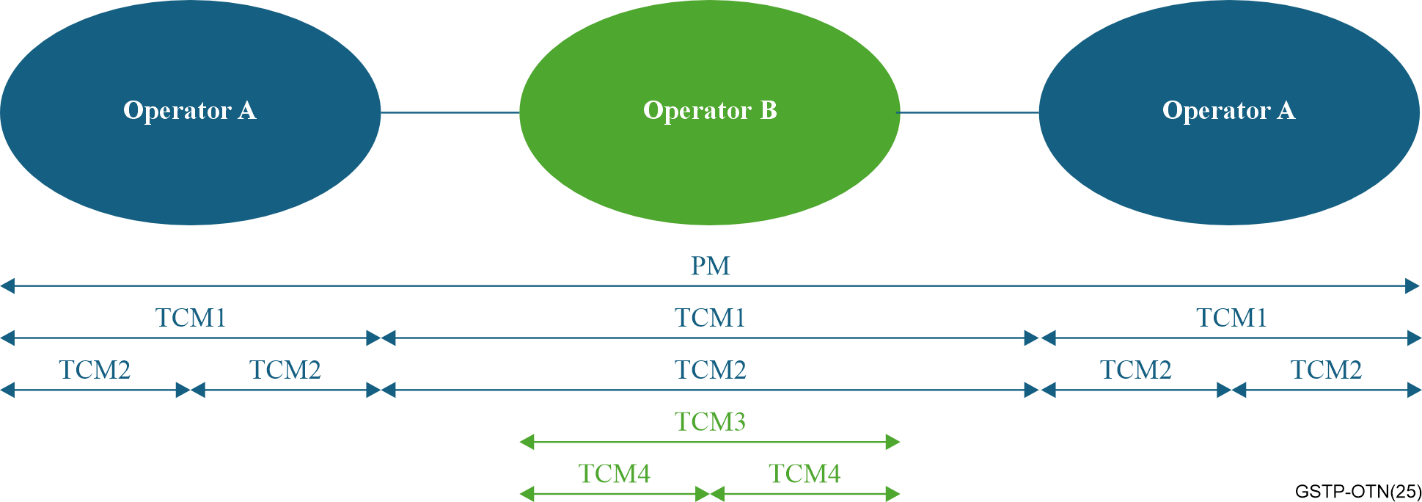 Operator A Operator B Operator A
PM
TCM1 TCM1 TCM1
TCM2 TCM2 TCM2 TCM2 TCM2
TCM3
TCM4 TCM4
GSTP-OTN(25)